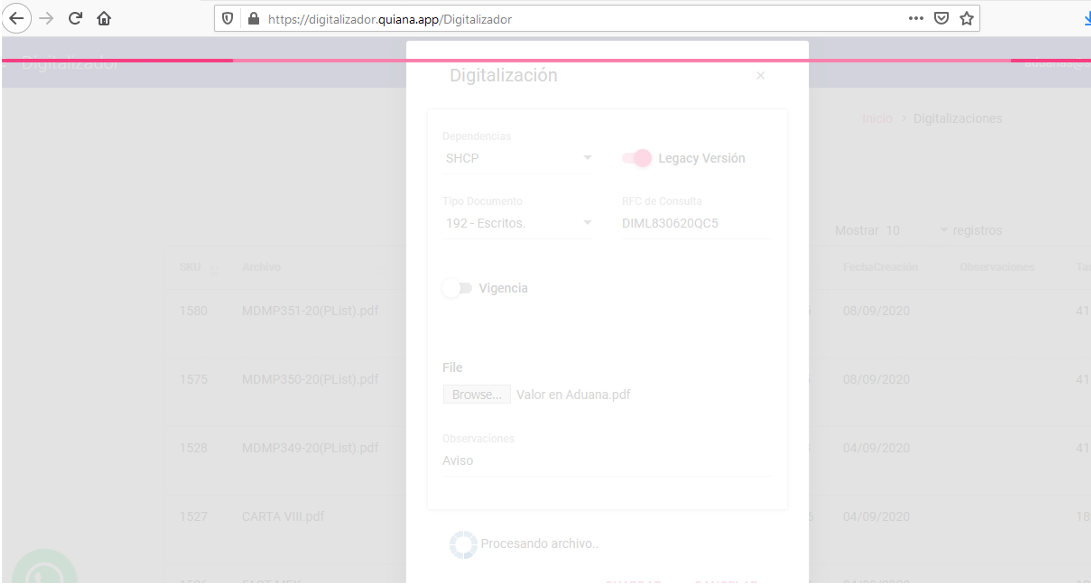 https://digitalizador.quiana.app/Digitalizador
Digitalizador
Digitalización ×
Inicio > Digitalizaciones
Dependencias
SHCP
Legacy Versión
Tipo Documento
192 - Escritos.
RFC de Consulta
DIML830620QC5
Mostrar 10 registros
SKU Archivo FechaCreación Observaciones
Vigencia
1580 MDMP351-20(PList).pdf 08/09/2020 41
File
1575 MDMP350-20(PList).pdf 08/09/2020 41
Browse... Valor en Aduana.pdf
Observaciones
1528 MDMP349-20(PList).pdf 04/09/2020
Aviso
1527 CARTA VIII.pdf 04/09/2020 18
Procesando archivo..
GUARDAR CANCELAR